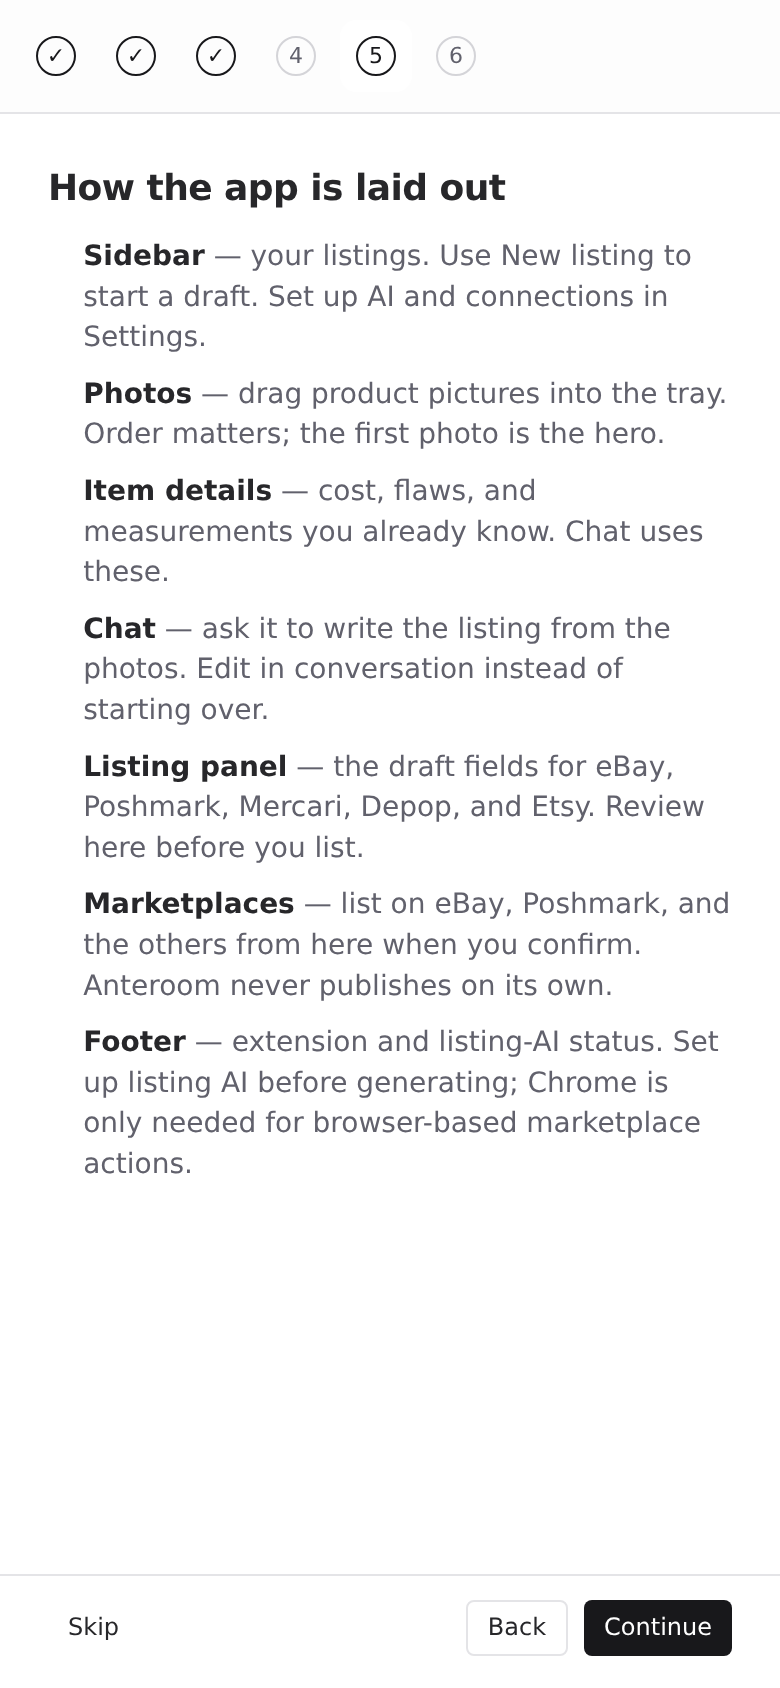 ✓ ✓ ✓ 4 5 6
How the app is laid out
Sidebar — your listings. Use New listing to
start a draft. Set up AI and connections in
Settings.
Photos — drag product pictures into the tray.
Order matters; the first photo is the hero.
Item details — cost, flaws, and
measurements you already know. Chat uses
these.
Chat — ask it to write the listing from the
photos. Edit in conversation instead of
starting over.
Listing panel — the draft fields for eBay,
Poshmark, Mercari, Depop, and Etsy. Review
here before you list.
Marketplaces — list on eBay, Poshmark, and
the others from here when you confirm.
Anteroom never publishes on its own.
Footer — extension and listing-AI status. Set
up listing AI before generating; Chrome is
only needed for browser-based marketplace
actions.
Skip Back Continue